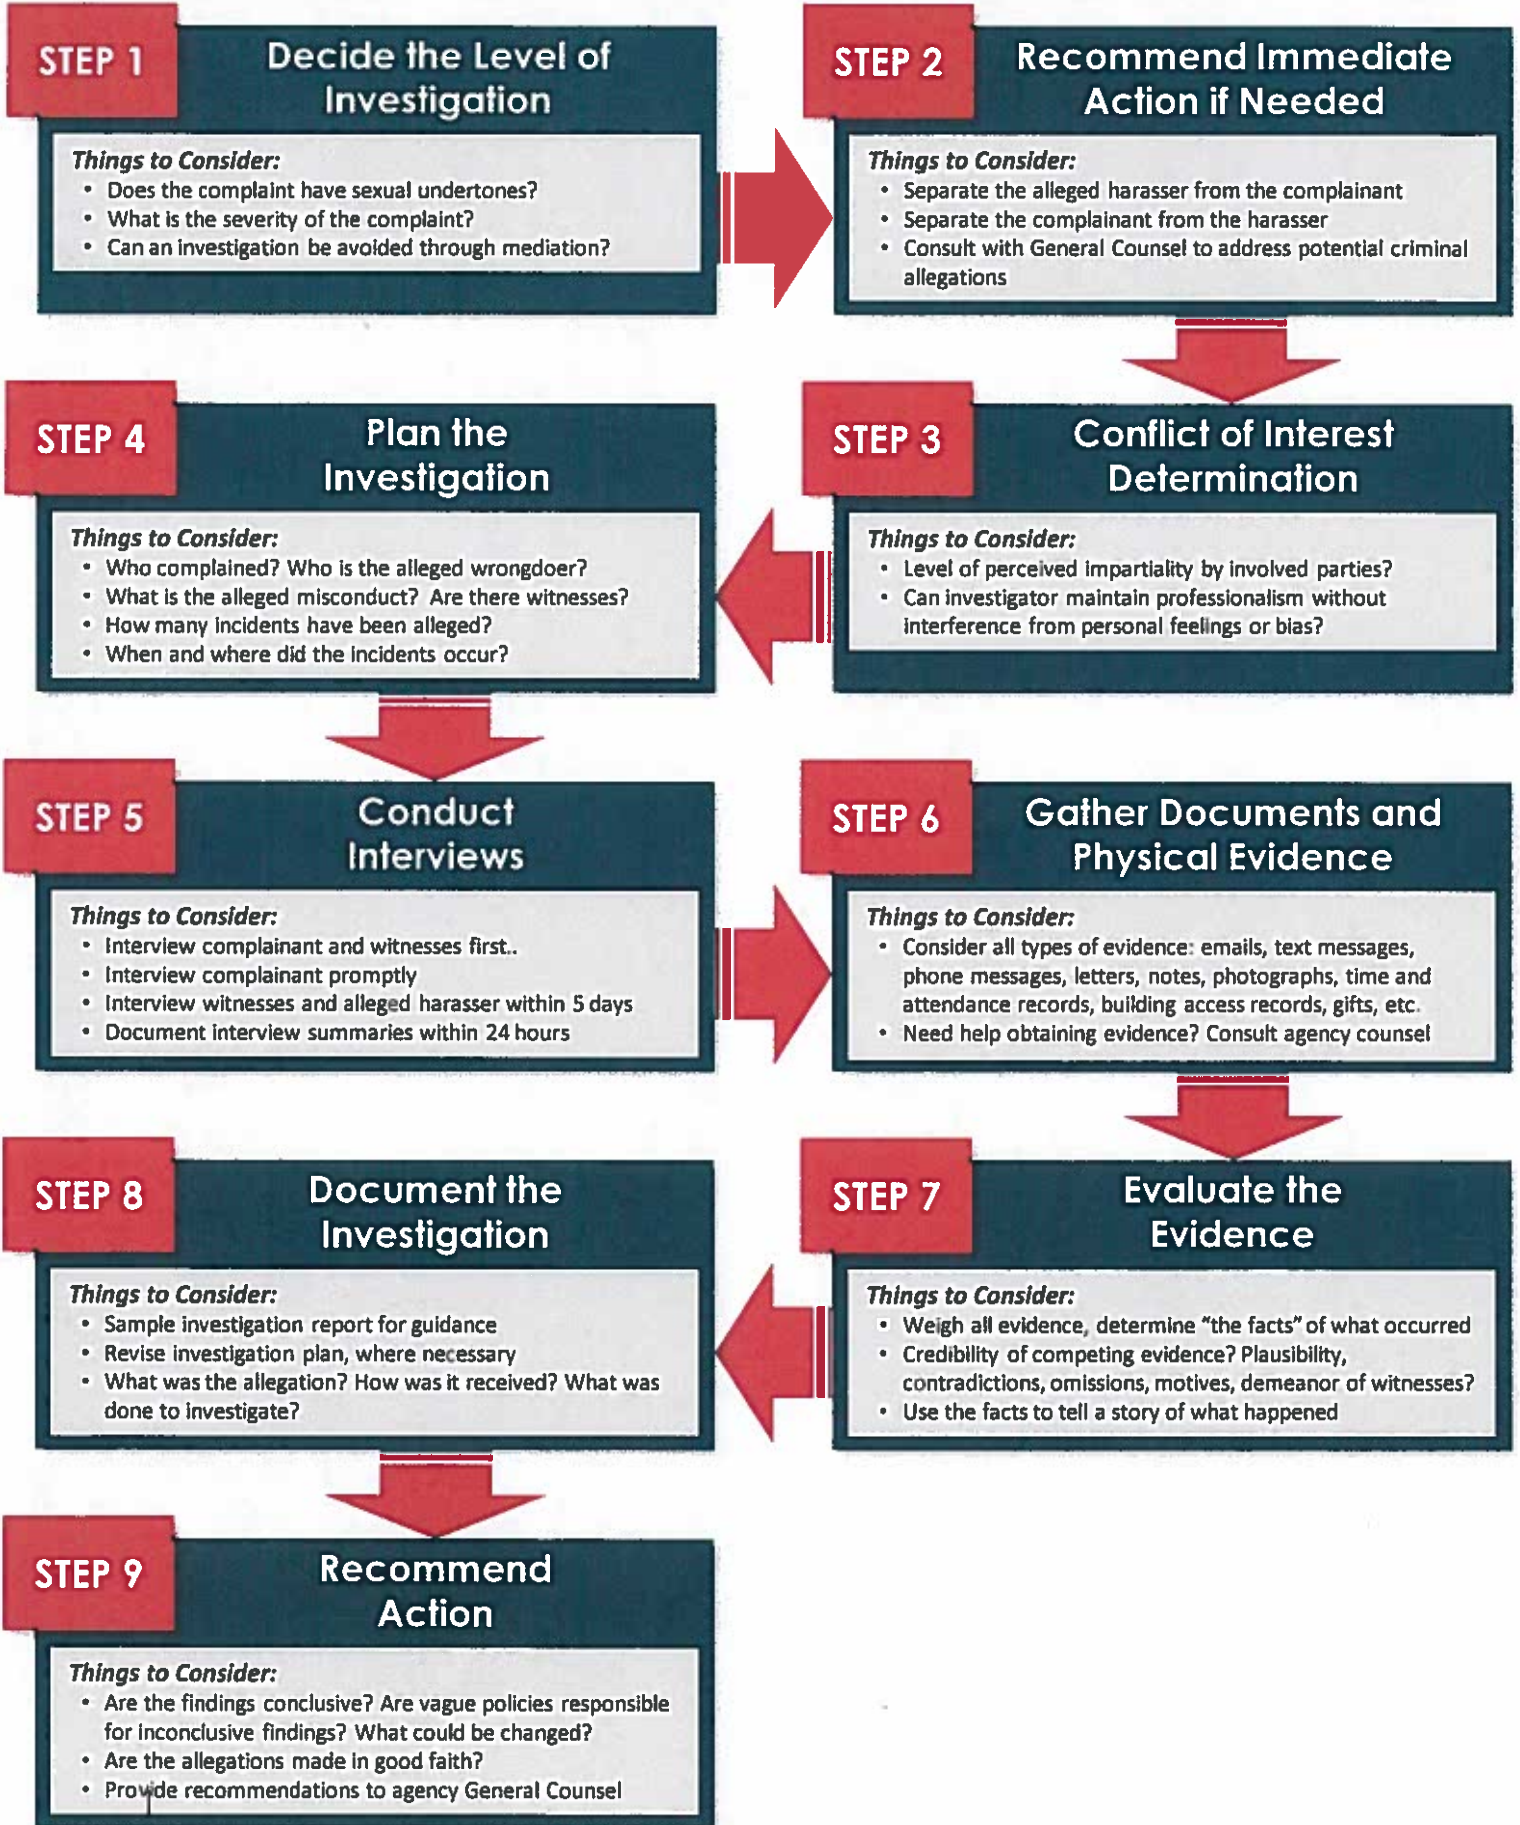 STEP 1
Decide the Level of
Investigation
Things to Consider:
• Does the complaint have sexual undertones?
• What is the severity of the complaint?
• Can an investigation be avoided through mediation?
STEP 2
Recommend Immediate
Action if Needed
Things to Consider:
• Separate the alleged harasser from the complainant
• Separate the complainant from the harasser
• Consult with General Counsel to address potential criminal
allegations
STEP 3
Conflict of Interest
Determination
Things to Consider:
• Level of perceived impartiality by involved parties?
• Can investigator maintain professionalism without
interference from personal feelings or bias?
STEP 4
Plan the
Investigation
Things to Consider:
• Who complained? Who is the alleged wrongdoer?
• What is the alleged misconduct? Are there witnesses?
• How many incidents have been alleged?
• When and where did the incidents occur?
STEP 5
Conduct
Interviews
Things to Consider:
• Interview complainant and witnesses first..
• Interview complainant promptly
• Interview witnesses and alleged harasser within 5 days
• Document interview summaries within 24 hours
STEP 6
Gather Documents and
Physical Evidence
Things to Consider:
• Consider all types of evidence: emails, text messages,
phone messages, letters, notes, photographs, time and
attendance records, building access records, gifts, etc.
• Need help obtaining evidence? Consult agency counsel
STEP 7
Evaluate the
Evidence
Things to Consider:
• Weigh all evidence, determine "the facts" of what occurred
• Credibility of competing evidence? Plausibility,
contradictions, omissions, motives, demeanor of witnesses?
• Use the facts to tell a story of what happened
STEP 8
Document the
Investigation
Things to Consider:
• Sample investigation report for guidance
• Revise investigation plan, where necessary
• What was the allegation? How was it received? What was
done to investigate?
STEP 9
Recommend
Action
Things to Consider:
• Are the findings conclusive? Are vague policies responsible
for inconclusive findings? What could be changed?
• Are the allegations made in good faith?
• Provide recommendations to agency General Counsel